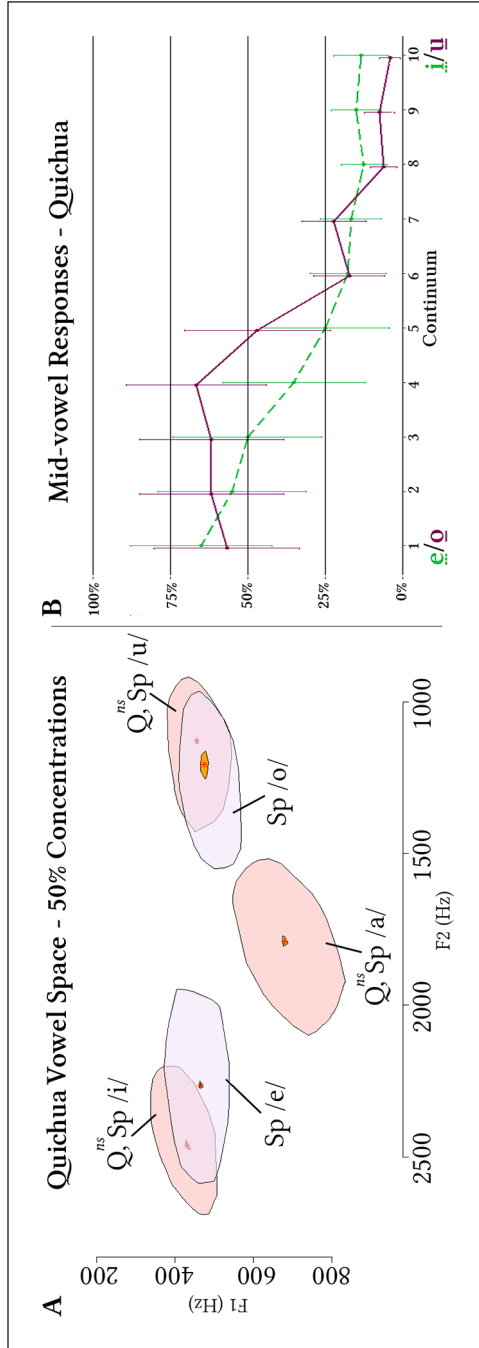 A
Quichua Vowel Space - 50% Concentrations
200
400
600
800
F1 (Hz)
Q, Sp /i/
ns
Sp /e/
Q, Sp /a/
ns
Sp /o/
Q, Sp /u/
ns
2500
2000
1500
1000
F2 (Hz)
B
Mid-vowel Responses - Quichua
100%
75%
50%
25%
0%
1
2
3
4
5
6
7
8
9
10
e/o
Continuum
i/u